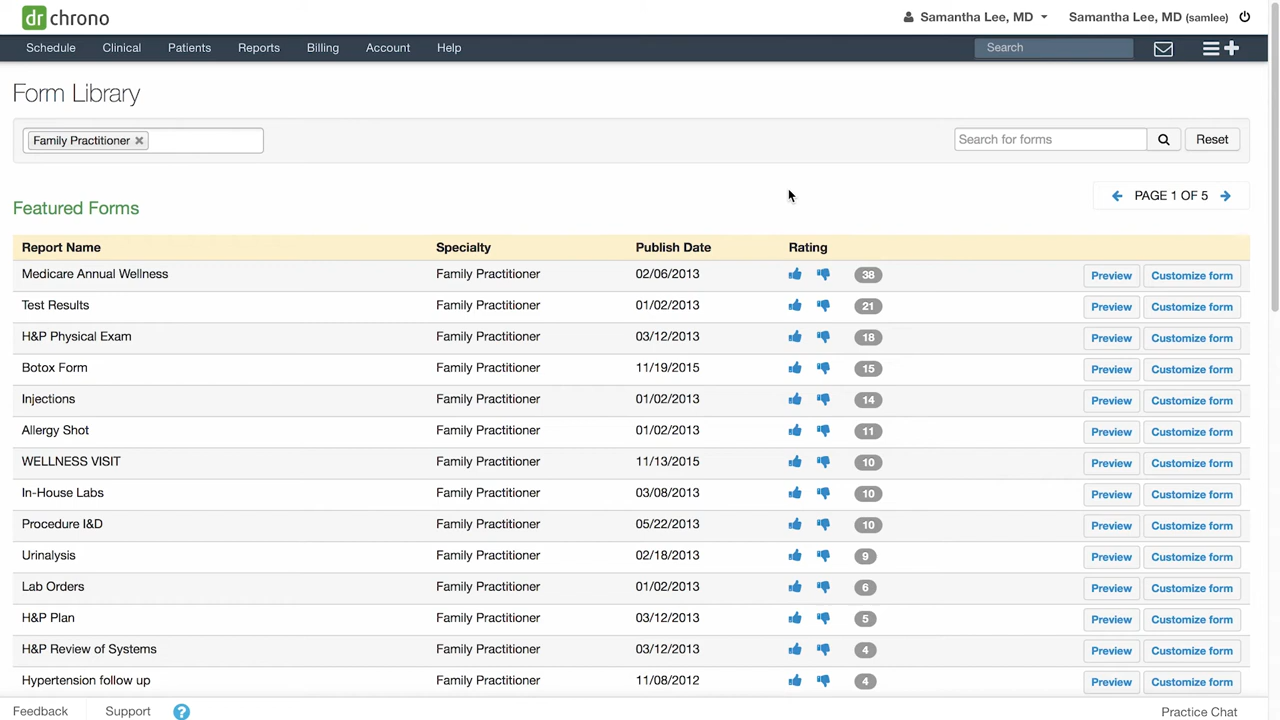 dr chrono Samantha Lee, MD Samantha Lee, MD (samlee)
Schedule Clinical Patients Reports Billing Account Help Search
Form Library
Family Practitioner × Search for forms Reset
Featured Forms PAGE 1 OF 5
Report Name Specialty Publish Date Rating
Medicare Annual Wellness Family Practitioner 02/06/2013 38 Preview Customize form
Test Results Family Practitioner 01/02/2013 21 Preview Customize form
H&P Physical Exam Family Practitioner 03/12/2013 18 Preview Customize form
Botox Form Family Practitioner 11/19/2015 15 Preview Customize form
Injections Family Practitioner 01/02/2013 14 Preview Customize form
Allergy Shot Family Practitioner 01/02/2013 11 Preview Customize form
WELLNESS VISIT Family Practitioner 11/13/2015 10 Preview Customize form
In-House Labs Family Practitioner 03/08/2013 10 Preview Customize form
Procedure I&D Family Practitioner 05/22/2013 10 Preview Customize form
Urinalysis Family Practitioner 02/18/2013 9 Preview Customize form
Lab Orders Family Practitioner 01/02/2013 6 Preview Customize form
H&P Plan Family Practitioner 03/12/2013 5 Preview Customize form
H&P Review of Systems Family Practitioner 03/12/2013 4 Preview Customize form
Hypertension follow up Family Practitioner 11/08/2012 4 Preview Customize form
Feedback Support ? Practice Chat